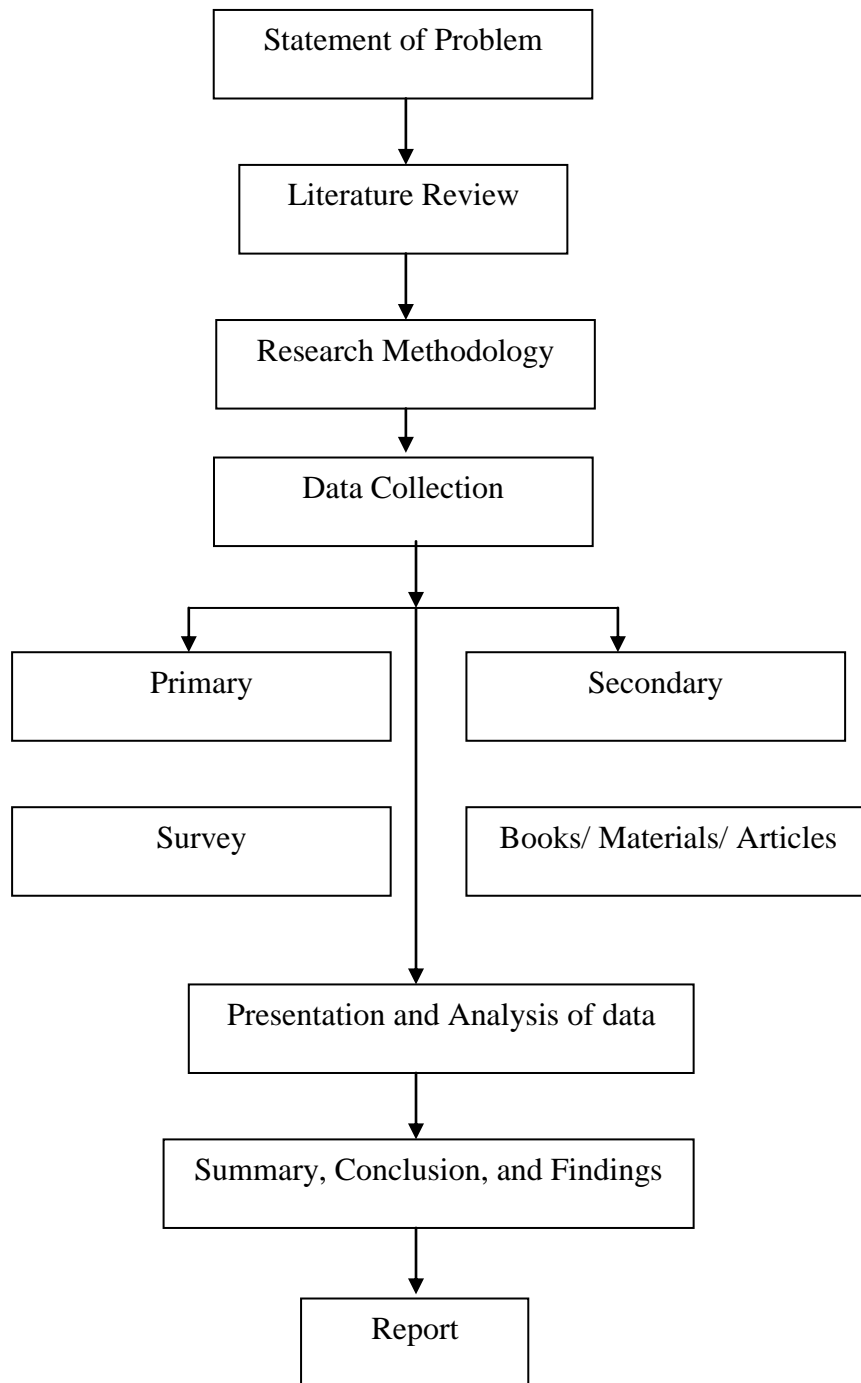 Statement of Problem
Literature Review
Research Methodology
Data Collection
Primary
Secondary
Survey
Books/ Materials/ Articles
Presentation and Analysis of data
Summary, Conclusion, and Findings
Report